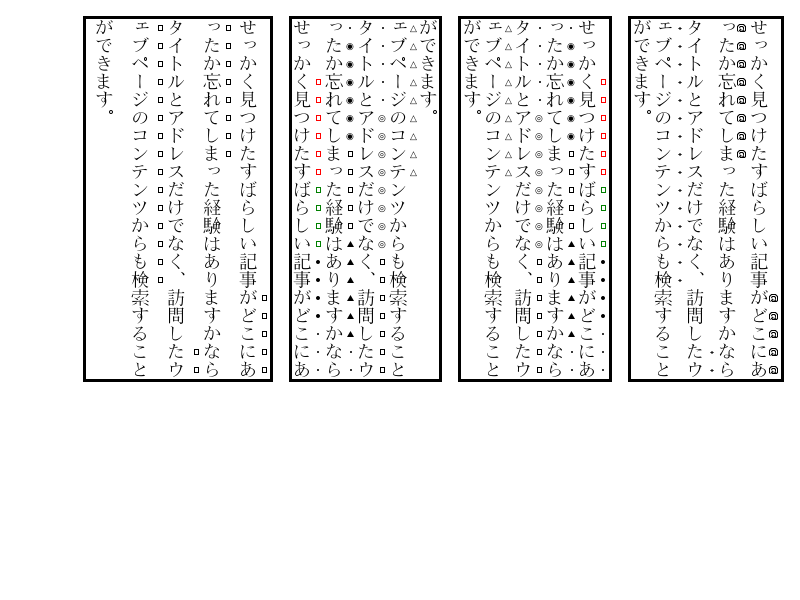 せっかく見つけたすばらしい記事がどこにあ
ったか忘れてしまった経験はありますかなら
タイトルとアドレスだけでなく、訪問したウ
ェブページのコンテンツからも検索すること
ができます。
せっかく見つけたすばらしい記事がどこにあ
ったか忘れてしまった経験はありますかなら
タイトルとアドレスだけでなく、訪問したウ
ェブページのコンテンツからも検索すること
ができます。
せっかく見つけたすばらしい記事がどこにあ
ったか忘れてしまった経験はありますかなら
タイトルとアドレスだけでなく、訪問したウ
ェブページのコンテンツからも検索すること
ができます。
せっかく見つけたすばらしい記事がどこにあ
ったか忘れてしまった経験はありますかなら
タイトルとアドレスだけでなく、訪問したウ
ェブページのコンテンツからも検索すること
ができます。